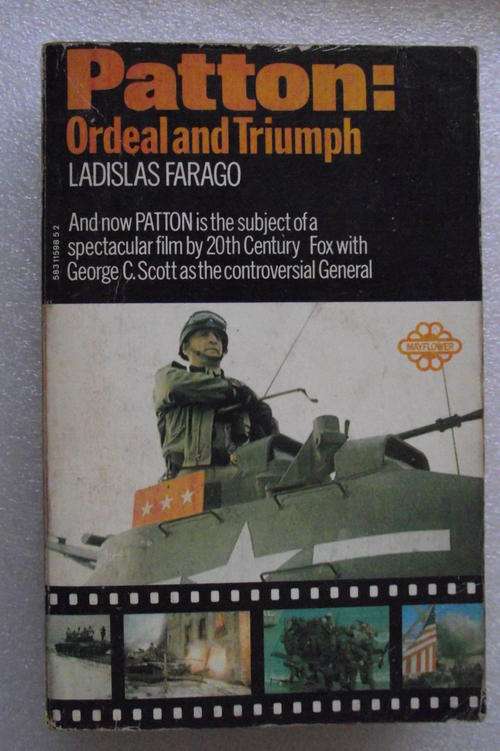 Patton:
Ordeal and Triumph
LADISLAS FARAGO
And now PATTON is the subject of a
spectacular film by 20th Century Fox with
George C. Scott as the controversial General
583 11598 5 2
MAYFLOWER